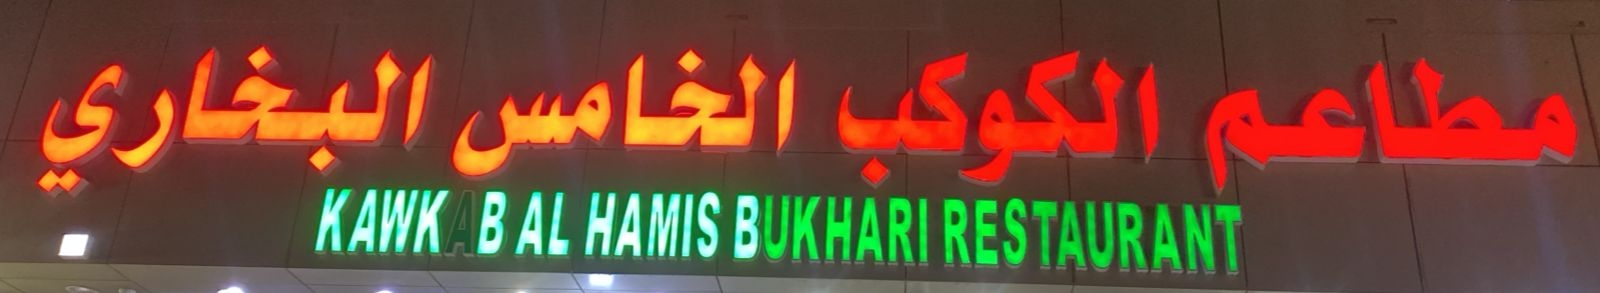 مطاعم الكوكب الخامس البخاري
KAWKAB AL HAMIS BUKHARI RESTAURANT